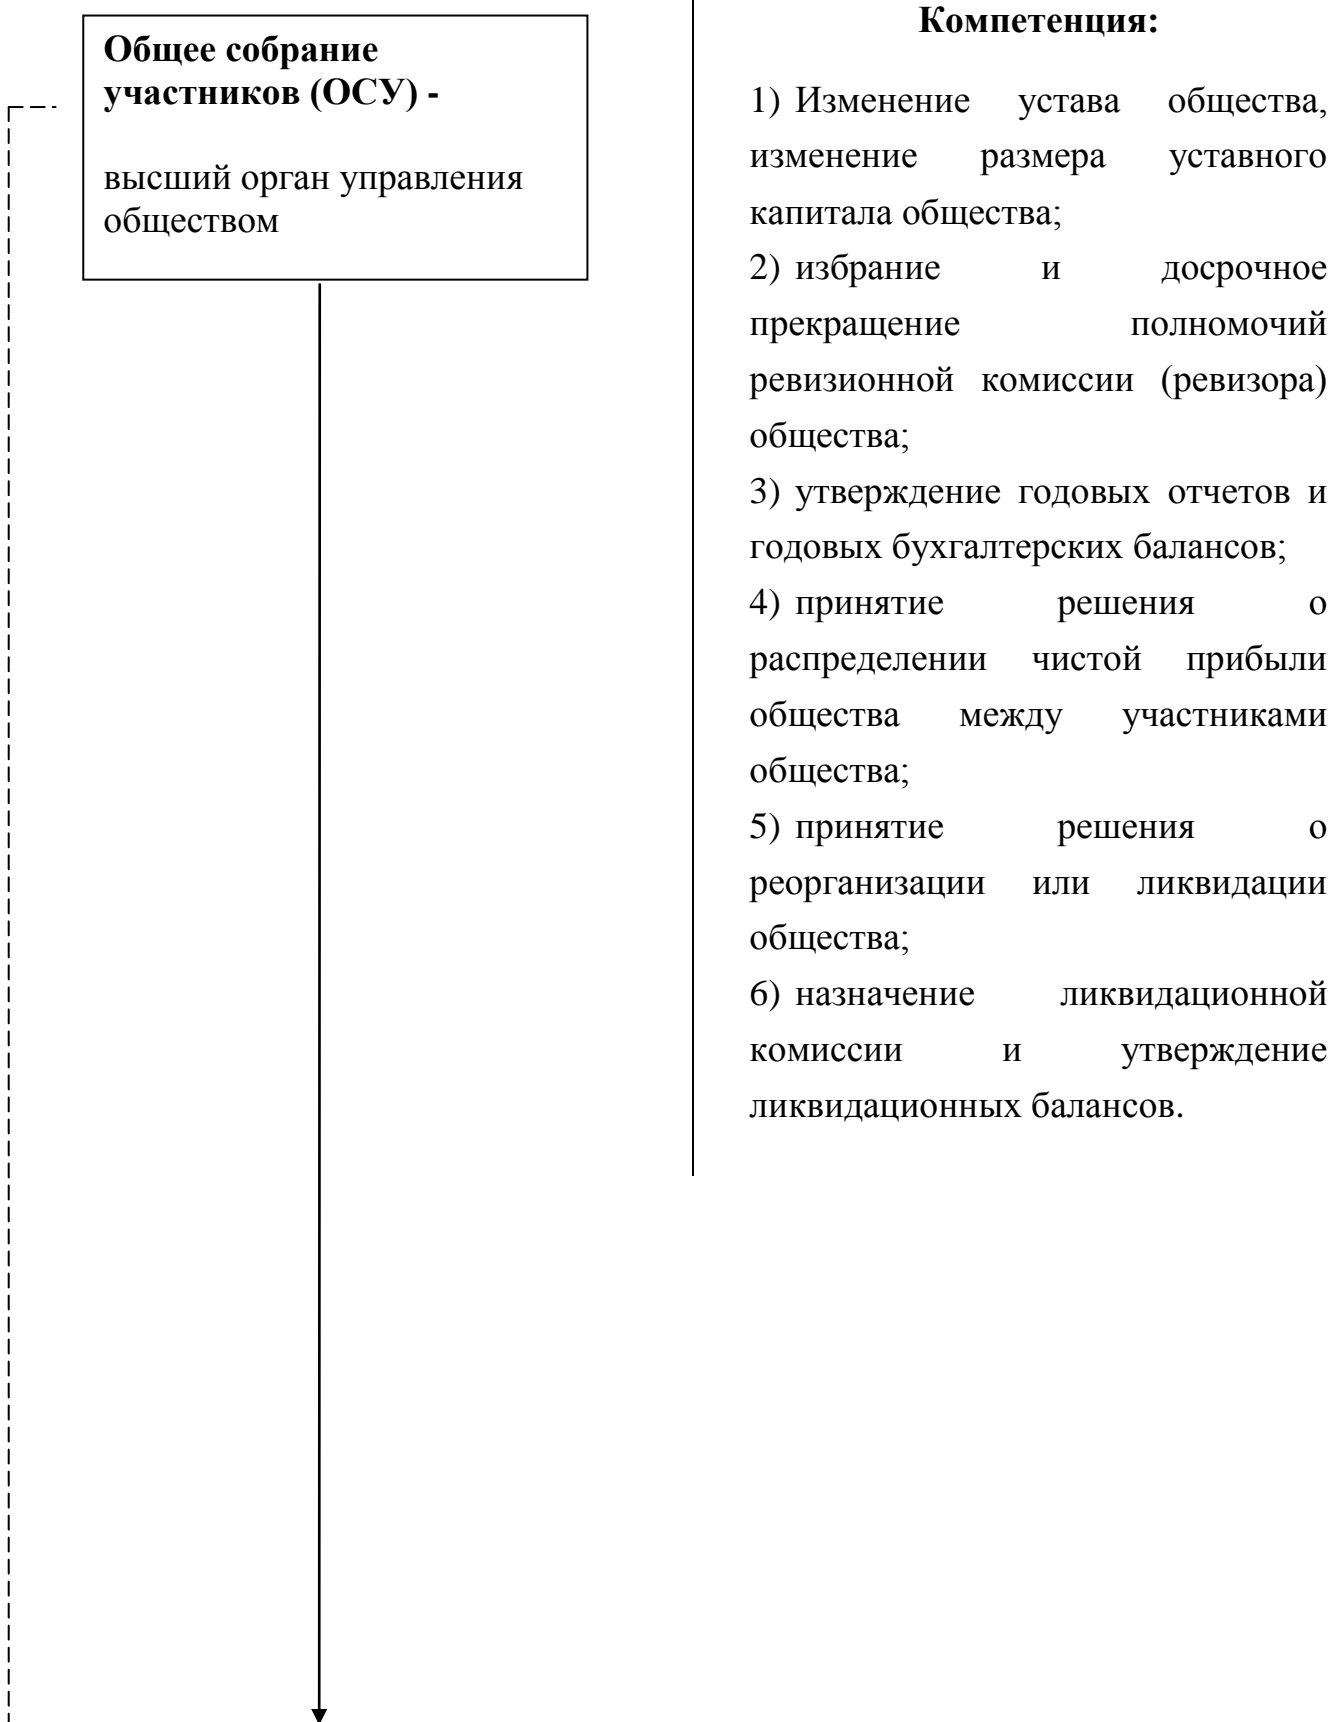 Общее собрание
участников (ОСУ) -
высший орган управления
обществом
Компетенция:
1) Изменение устава общества,
изменение размера уставного
капитала общества;
2) избрание и досрочное
прекращение полномочий
ревизионной комиссии (ревизора)
общества;
3) утверждение годовых отчетов и
годовых бухгалтерских балансов;
4) принятие решения о
распределении чистой прибыли
общества между участниками
общества;
5) принятие решения о
реорганизации или ликвидации
общества;
6) назначение ликвидационной
комиссии и утверждение
ликвидационных балансов.